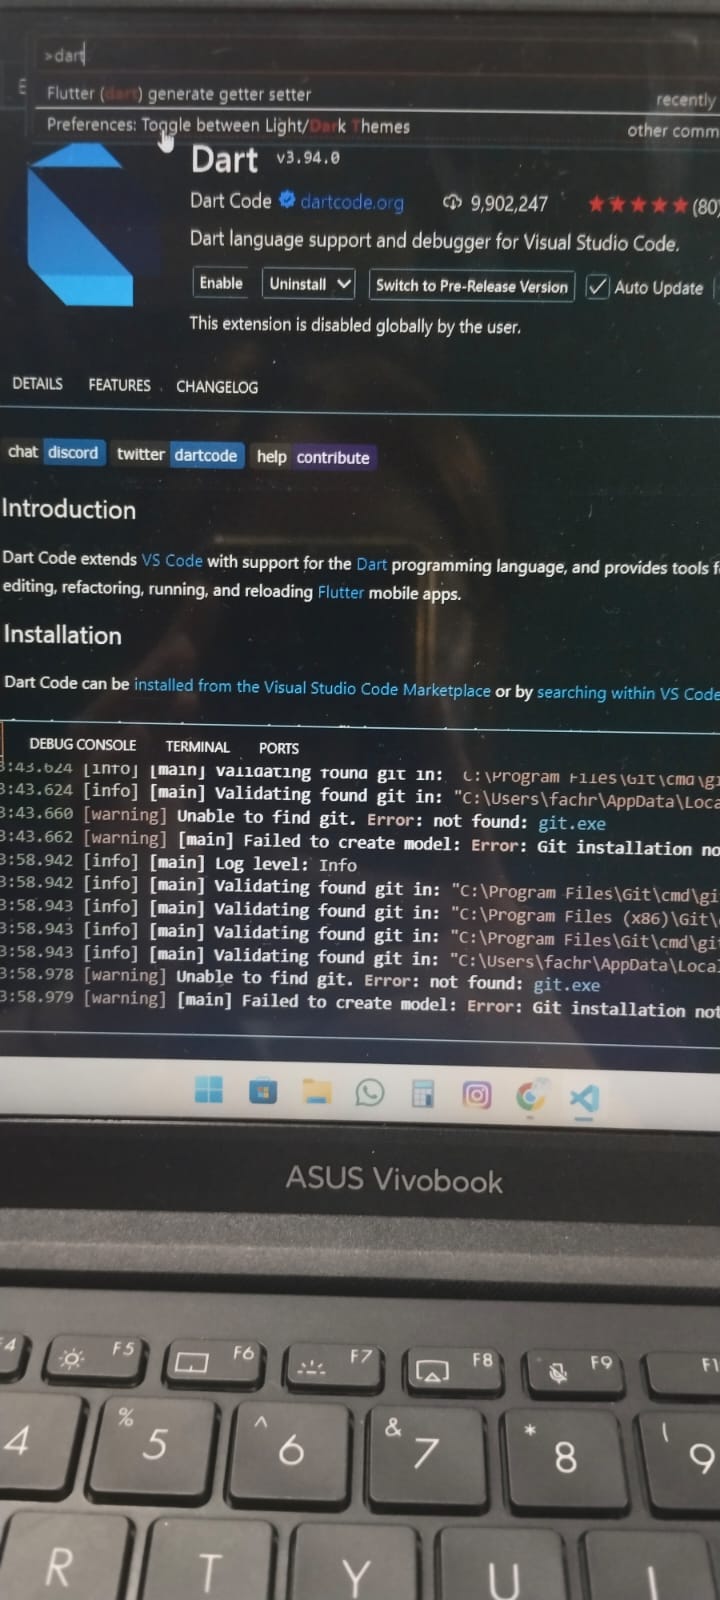 >dart
Flutter (dart) generate getter setter
recently
Preferences: Toggle between Light/Dark Themes
other comm
Dart v3.94.0
Dart Code dartcode.org 9,902,247 (80
Dart language support and debugger for Visual Studio Code.
Enable Uninstall Switch to Pre-Release Version Auto Update
This extension is disabled globally by the user.
DETAILS FEATURES CHANGELOG
chat discord twitter dartcode help contribute
Introduction
Dart Code extends VS Code with support for the Dart programming language, and provides tools f
editing, refactoring, running, and reloading Flutter mobile apps.
Installation
Dart Code can be installed from the Visual Studio Code Marketplace or by searching within VS Code
DEBUG CONSOLE TERMINAL PORTS
3:43.624 [info] [main] Validating found git in: "C:\Program Files\Git\cmd\gi
3:43.624 [info] [main] Validating found git in: "C:\Users\fachr\AppData\Loca
3:43.660 [warning] Unable to find git. Error: not found: git.exe
3:43.662 [warning] [main] Failed to create model: Error: Git installation no
3:58.942 [info] [main] Log level: Info
3:58.942 [info] [main] Validating found git in: "C:\Program Files\Git\cmd\gi
3:58.943 [info] [main] Validating found git in: "C:\Program Files (x86)\Git\
3:58.943 [info] [main] Validating found git in: "C:\Program Files\Git\cmd\git
3:58.943 [info] [main] Validating found git in: "C:\Users\fachr\AppData\Local
3:58.978 [warning] Unable to find git. Error: not found: git.exe
3:58.979 [warning] [main] Failed to create model: Error: Git installation not
ASUS Vivobook
F5 F6 F7 F8 F9 F1
4 % 5 ^ 6 & 7 * 8 ( 9
R T Y U I